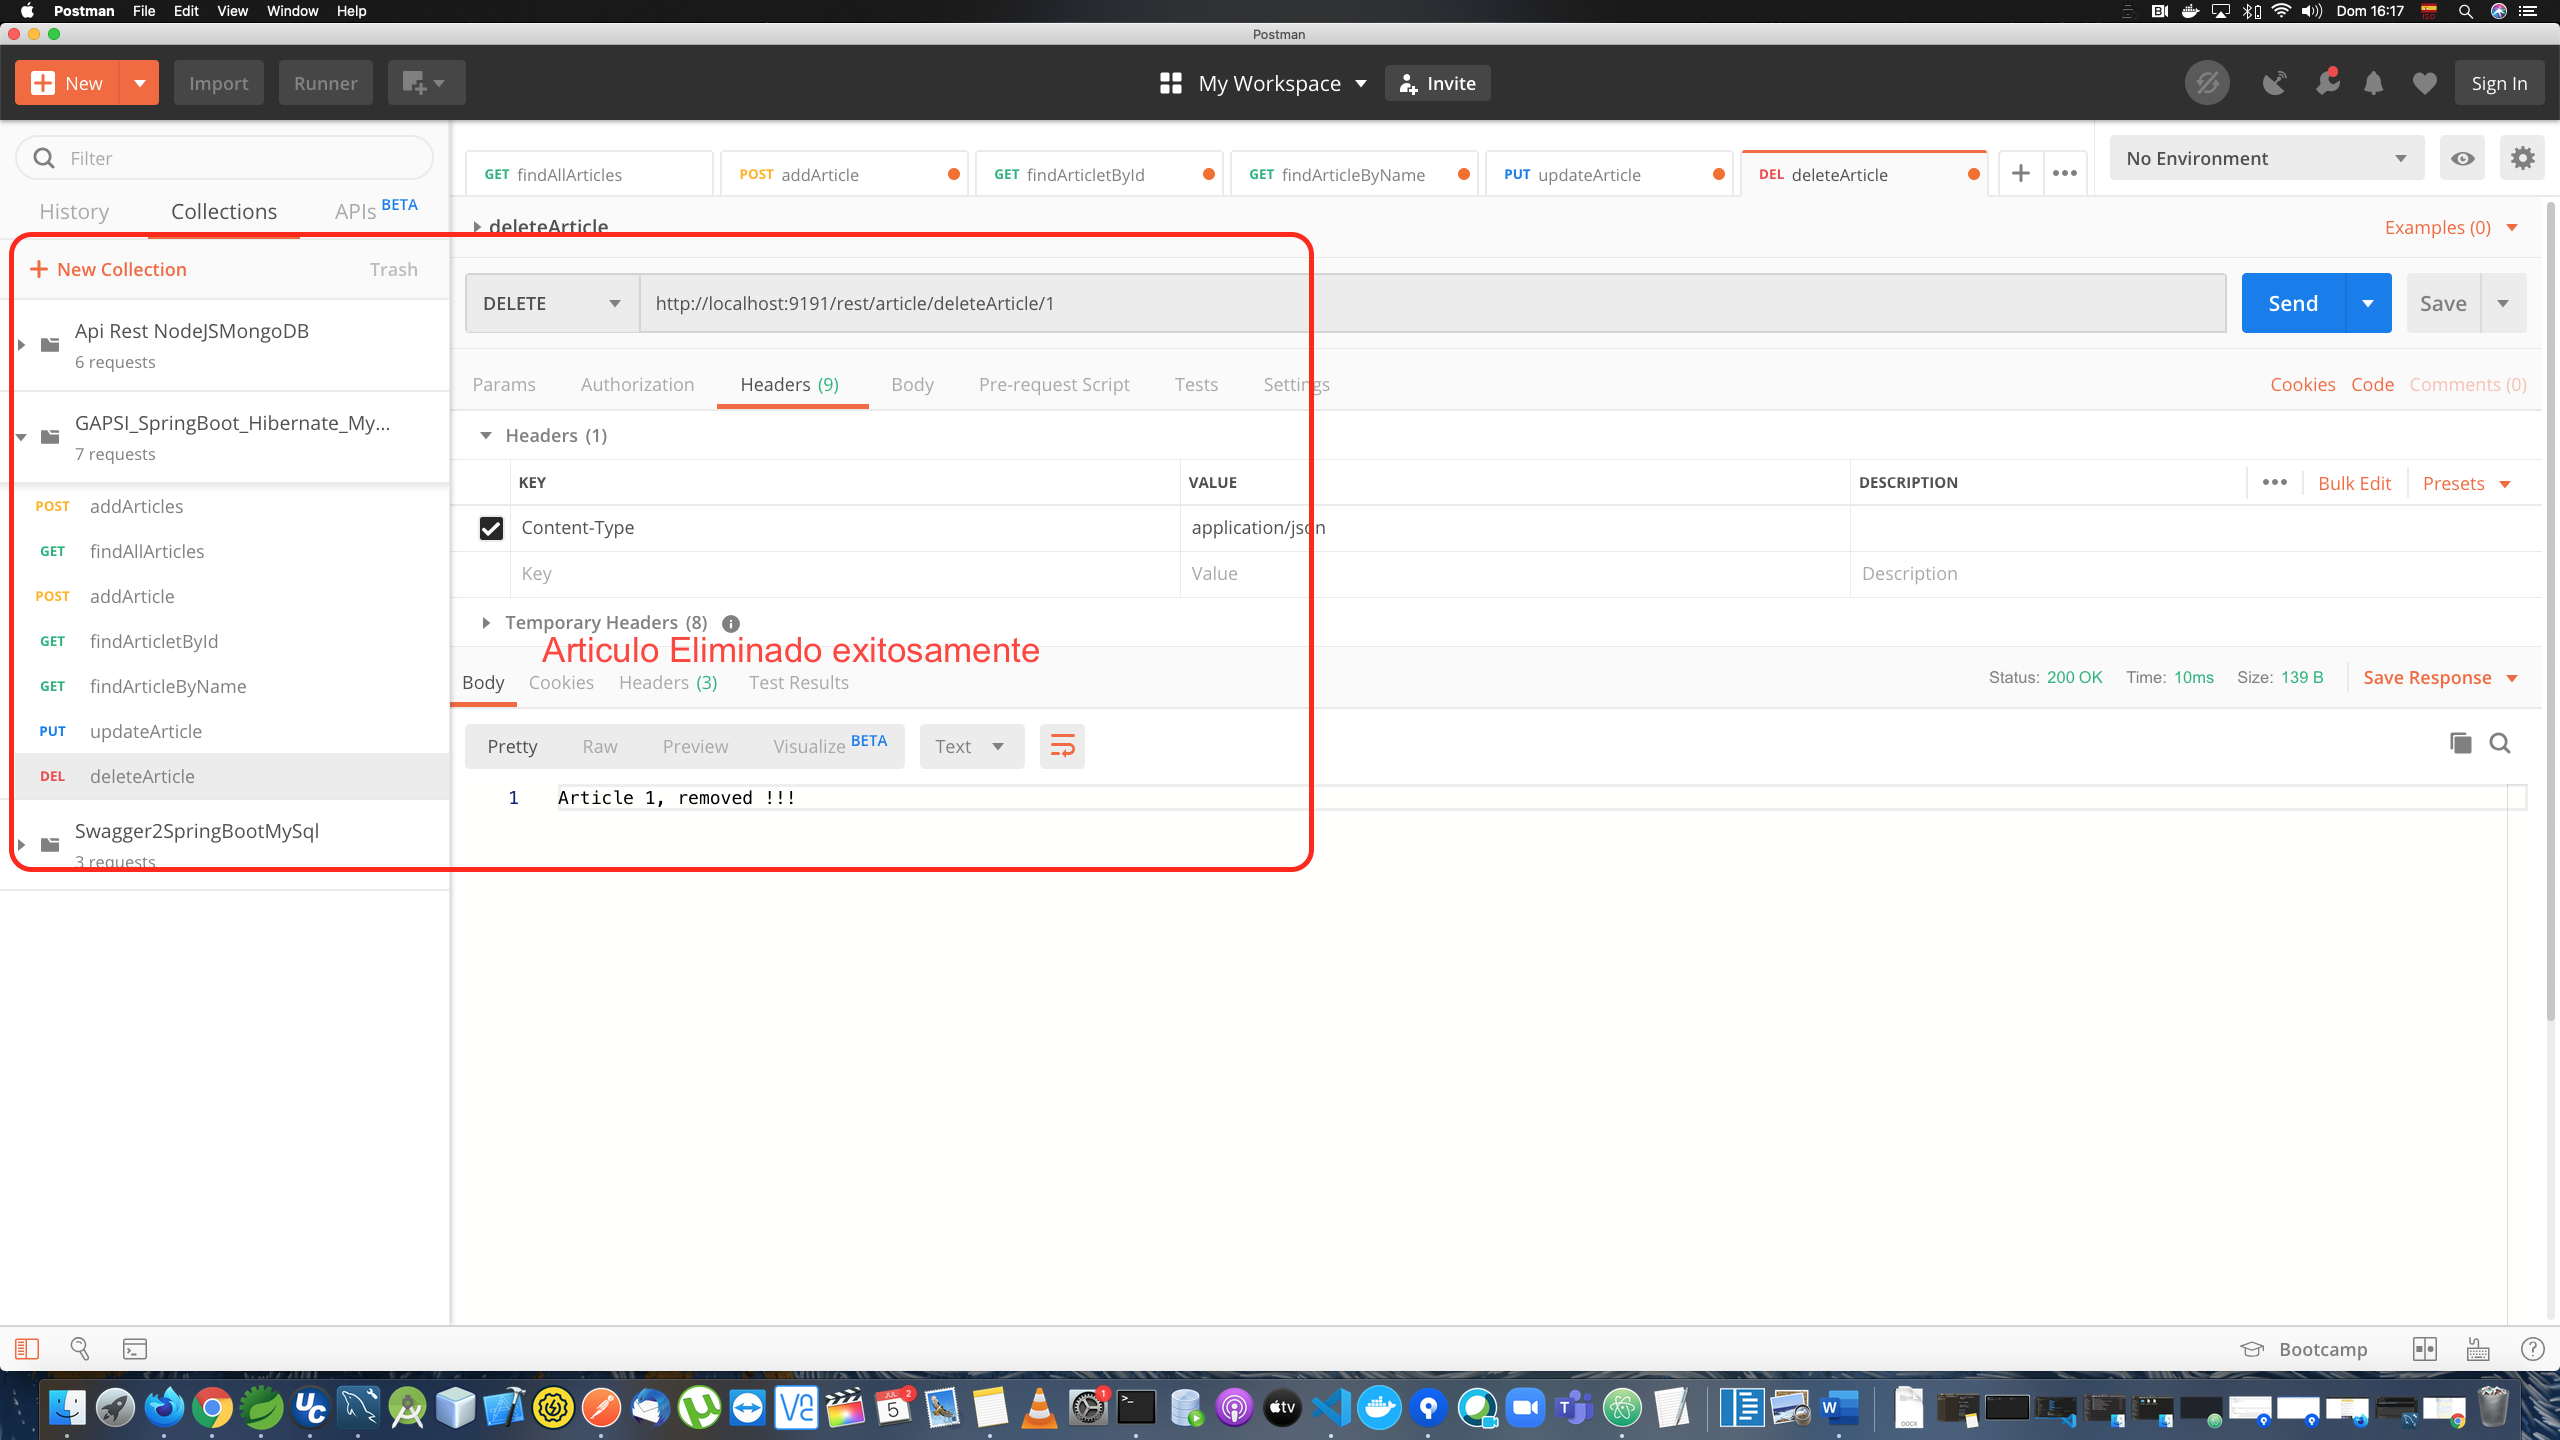 Postman File Edit View Window Help
Dom 16:17
Postman
New Import Runner My Workspace Invite Sign In
Filter
History Collections APIs BETA
GET findAllArticles POST addArticle GET findArticletById GET findArticleByName PUT updateArticle DEL deleteArticle
No Environment
deleteArticle
Examples (0)
New Collection Trash
DELETE http://localhost:9191/rest/article/deleteArticle/1 Send Save
Api Rest NodeJSMongoDB
6 requests
Params Authorization Headers (9) Body Pre-request Script Tests Settings Cookies Code Comments (0)
GAPSI_SpringBoot_Hibernate_My...
7 requests
Headers (1)
KEY VALUE DESCRIPTION Bulk Edit Presets
Content-Type application/json
Key Value Description
Temporary Headers (8)
POST addArticles
GET findAllArticles
POST addArticle
GET findArticletById
GET findArticleByName
PUT updateArticle
DEL deleteArticle
Articulo Eliminado exitosamente
Body Cookies Headers (3) Test Results Status: 200 OK Time: 10ms Size: 139 B Save Response
Pretty Raw Preview Visualize BETA Text
1 Article 1, removed !!!
Swagger2SpringBootMySql
3 requests
Bootcamp
JUL 5 2
1
tv
DOCX